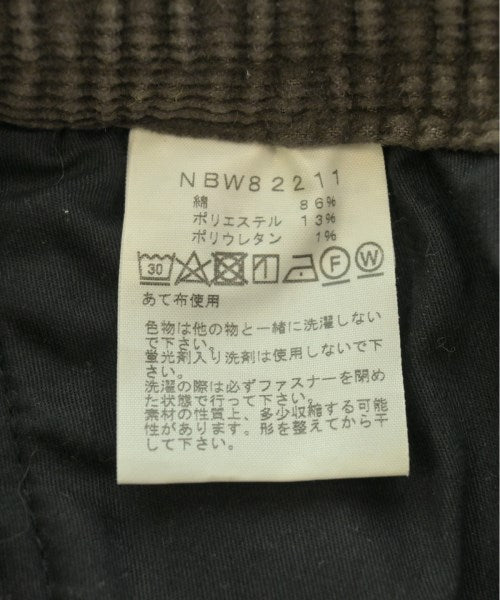 NBW82211
綿 86%
ポリエステル 13%
ポリウレタン 1%
30 F W
あて布使用
色物は他の物と一緒に洗濯しない
で下さい。
蛍光剤入り洗剤は使用しないで下
さい。
洗濯の際は必ずファスナーを閉め
た状態で行って下さい。
素材の性質上、多少収縮する可能
性があります。形を整えてから干
して下さい。